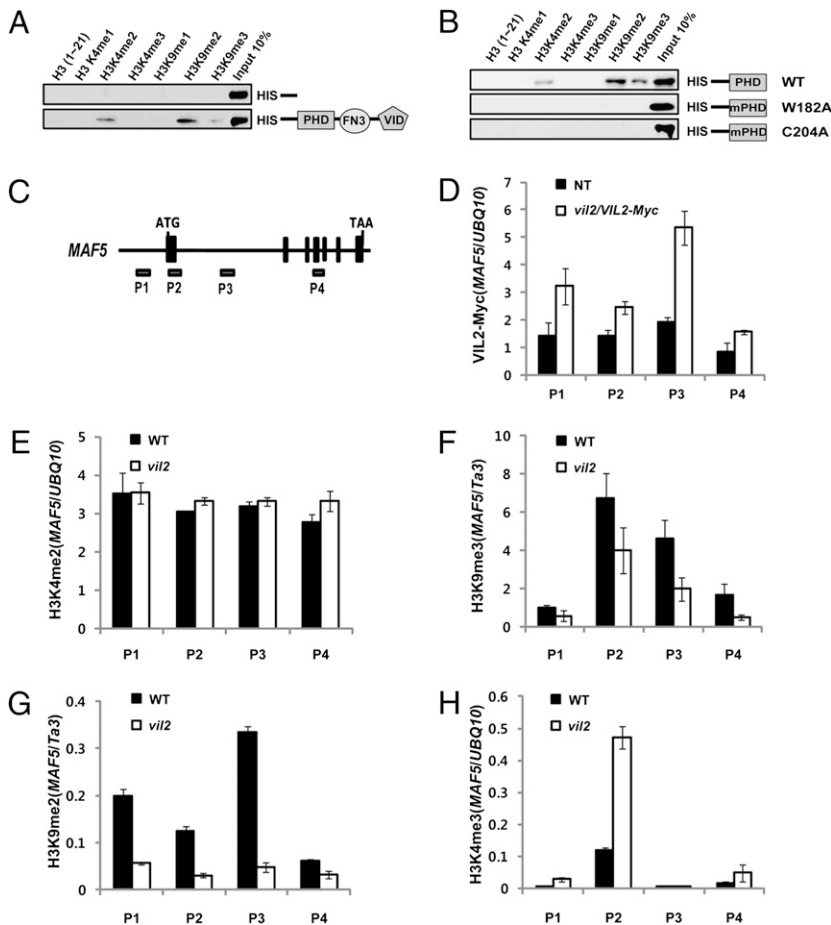 A
H3 (1~21)
H3 K4me1
H3K4me2
H3K4me3
H3K9me1
H3K9me2
H3K9me3
Input 10%
HIS
HIS PHD FN3 VID
B
H3 (1~21)
H3 K4me1
H3K4me2
H3K4me3
H3K9me1
H3K9me2
H3K9me3
Input 10%
HIS PHD WT
HIS mPHD W182A
HIS mPHD C204A
C
ATG TAA
MAF5
P1 P2 P3 P4
D
VIL2-Myc(MAF5/UBQ10)
NT
vil2/VIL2-Myc
7
6
5
4
3
2
1
0
P1 P2 P3 P4
E
H3K4me2(MAF5/UBQ10)
WT
vil2
5
4
3
2
1
0
P1 P2 P3 P4
F
H3K9me3(MAF5/Ta3)
WT
vil2
10
8
6
4
2
0
P1 P2 P3 P4
G
H3K9me2(MAF5/Ta3)
WT
vil2
0.4
0.3
0.2
0.1
0
P1 P2 P3 P4
H
H3K4me3(MAF5/UBQ10)
WT
vil2
0.6
0.5
0.4
0.3
0.2
0.1
0
P1 P2 P3 P4